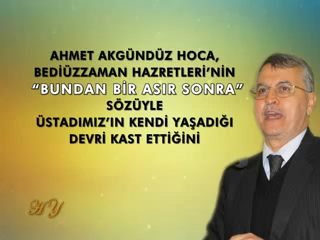 AHMET AKGÜNDÜZ HOCA,
BEDİÜZZAMAN HAZRETLERİ’NİN
“BUNDAN BİR ASIR SONRA”
SÖZÜYLE
ÜSTADIMIZ’IN KENDİ YAŞADIĞI
DEVRİ KAST ETTİĞİNİ
HY